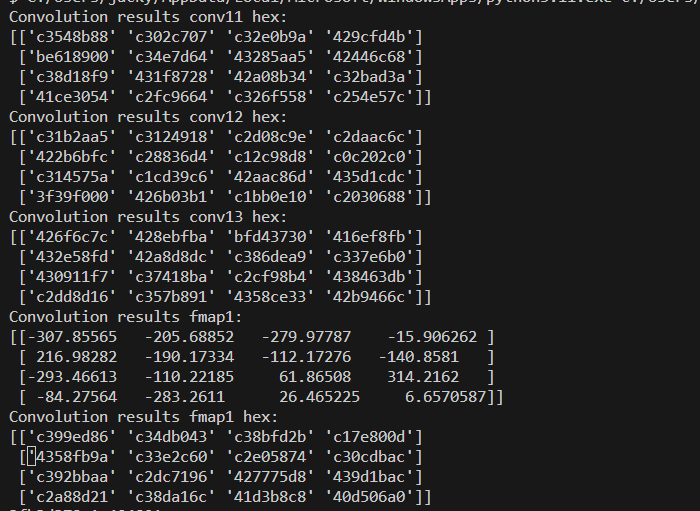 Convolution results conv11 hex:
[['c3548b88' 'c302c707' 'c32e0b9a' '429cfd4b']
['be618900' 'c34e7d64' '43285aa5' '42446c68']
['c38d18f9' '431f8728' '42a08b34' 'c32bad3a']
['41ce3054' 'c2fc9664' 'c326f558' 'c254e57c']]
Convolution results conv12 hex:
[['c31b2aa5' 'c3124918' 'c2d08c9e' 'c2daac6c']
['422b6bfc' 'c28836d4' 'c12c98d8' 'c0c202c0']
['c314575a' 'c1cd39c6' '42aac86d' '435d1cdc']
['3f39f000' '426b03b1' 'c1bb0e10' 'c2030688']]
Convolution results conv13 hex:
[['426f6c7c' '428ebfba' 'bfd43730' '416ef8fb']
['432e58fd' '42a8d8dc' 'c386dea9' 'c337e6b0']
['430911f7' 'c37418ba' 'c2cf98b4' '438463db']
['c2dd8d16' 'c357b891' '4358ce33' '42b9466c']]
Convolution results fmap1:
[[-307.85565 -205.68852 -279.97787 -15.906262 ]
[ 216.98282 -190.17334 -112.17276 -140.8581 ]
[-293.46613 -110.22185 61.86508 314.2162 ]
[ -84.27564 -283.2611 26.465225 6.6570587]]
Convolution results fmap1 hex:
[['c399ed86' 'c34db043' 'c38bfd2b' 'c17e800d']
['4358fb9a' 'c33e2c60' 'c2e05874' 'c30cdbac']
['c392bbaa' 'c2dc7196' '427775d8' '439d1bac']
['c2a88d21' 'c38da16c' '41d3b8c8' '40d506a0']]